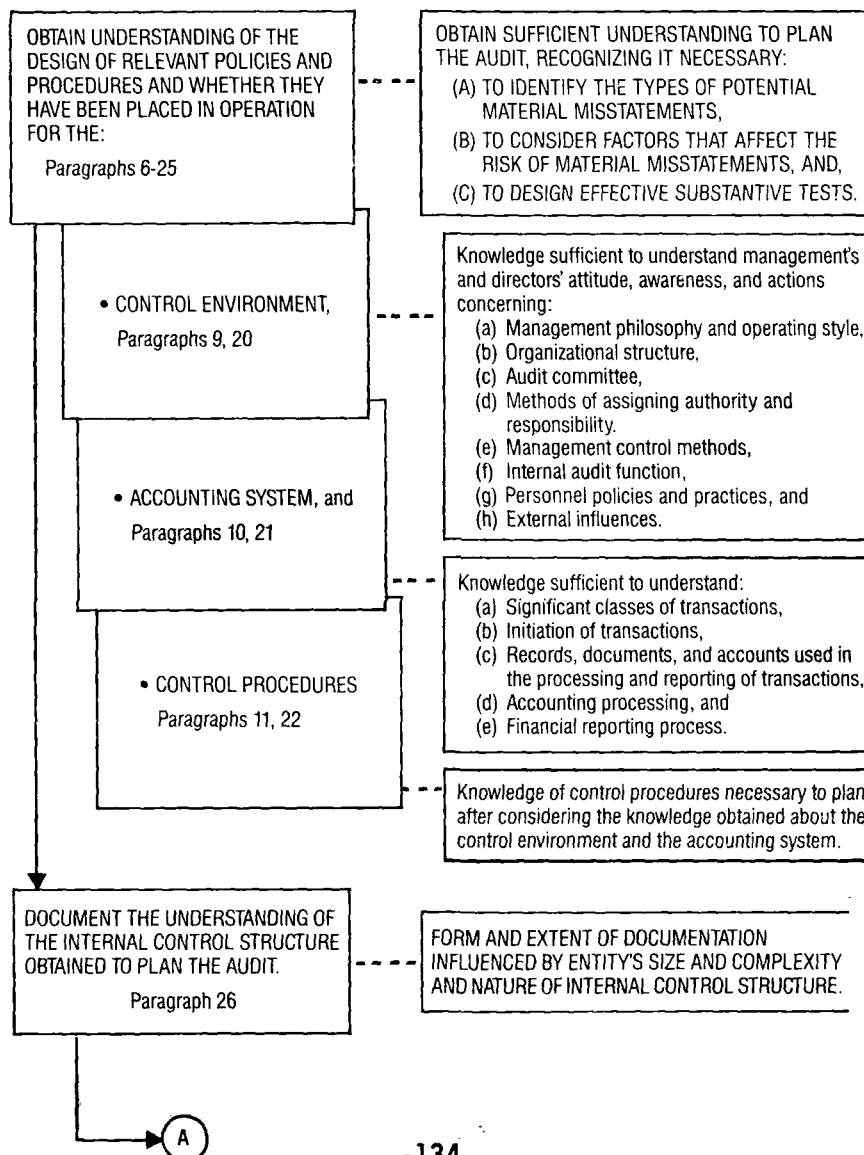 OBTAIN UNDERSTANDING OF THE
DESIGN OF RELEVANT POLICIES AND
PROCEDURES AND WHETHER THEY
HAVE BEEN PLACED IN OPERATION
FOR THE:
Paragraphs 6-25
OBTAIN SUFFICIENT UNDERSTANDING TO PLAN
THE AUDIT, RECOGNIZING IT NECESSARY:
(A) TO IDENTIFY THE TYPES OF POTENTIAL
MATERIAL MISSTATEMENTS,
(B) TO CONSIDER FACTORS THAT AFFECT THE
RISK OF MATERIAL MISSTATEMENTS, AND,
(C) TO DESIGN EFFECTIVE SUBSTANTIVE TESTS.
• CONTROL ENVIRONMENT,
Paragraphs 9, 20
Knowledge sufficient to understand management's
and directors' attitude, awareness, and actions
concerning:
(a) Management philosophy and operating style,
(b) Organizational structure,
(c) Audit committee,
(d) Methods of assigning authority and
responsibility.
(e) Management control methods,
(f) Internal audit function,
(g) Personnel policies and practices, and
(h) External influences.
• ACCOUNTING SYSTEM, and
Paragraphs 10, 21
Knowledge sufficient to understand:
(a) Significant classes of transactions,
(b) Initiation of transactions,
(c) Records, documents, and accounts used in
the processing and reporting of transactions,
(d) Accounting processing, and
(e) Financial reporting process.
• CONTROL PROCEDURES
Paragraphs 11, 22
Knowledge of control procedures necessary to plan
after considering the knowledge obtained about the
control environment and the accounting system.
DOCUMENT THE UNDERSTANDING OF
THE INTERNAL CONTROL STRUCTURE
OBTAINED TO PLAN THE AUDIT.
Paragraph 26
FORM AND EXTENT OF DOCUMENTATION
INFLUENCED BY ENTITY'S SIZE AND COMPLEXITY
AND NATURE OF INTERNAL CONTROL STRUCTURE.
A
-134